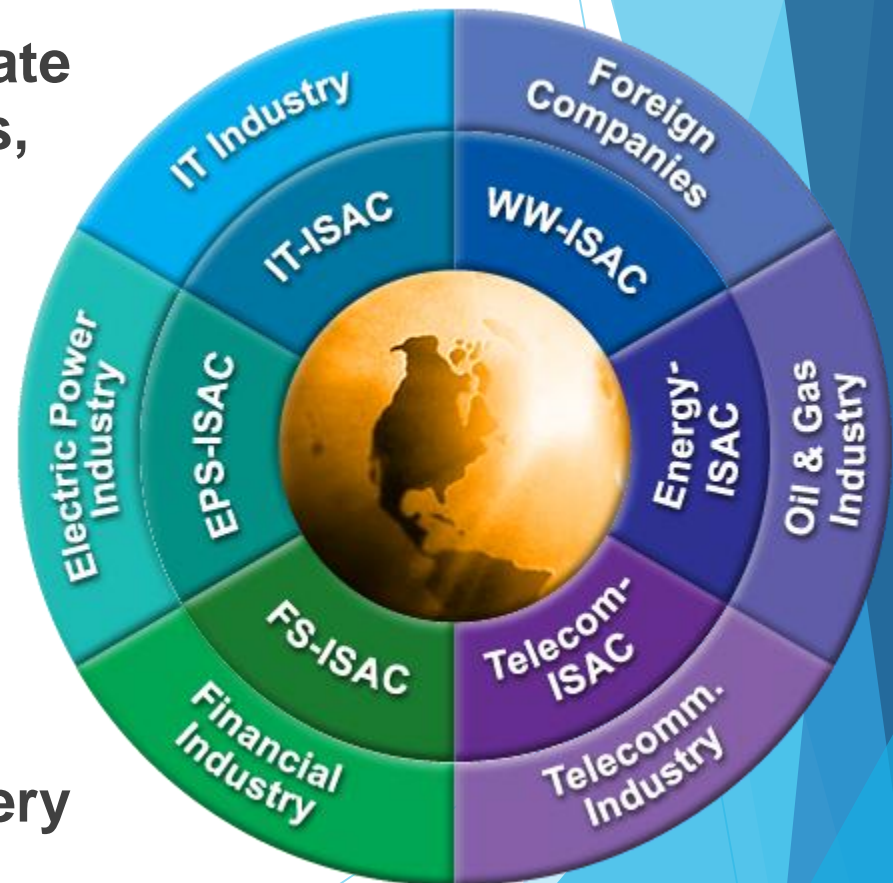 ate
s,
ery
IT Industry
Foreign
Companies
IT-ISAC
WW-ISAC
Electric Power
Industry
EPS-ISAC
Energy-
ISAC
Oil & Gas
Industry
FS-ISAC
Telecom-
ISAC
Financial
Industry
Telecomm.
Industry